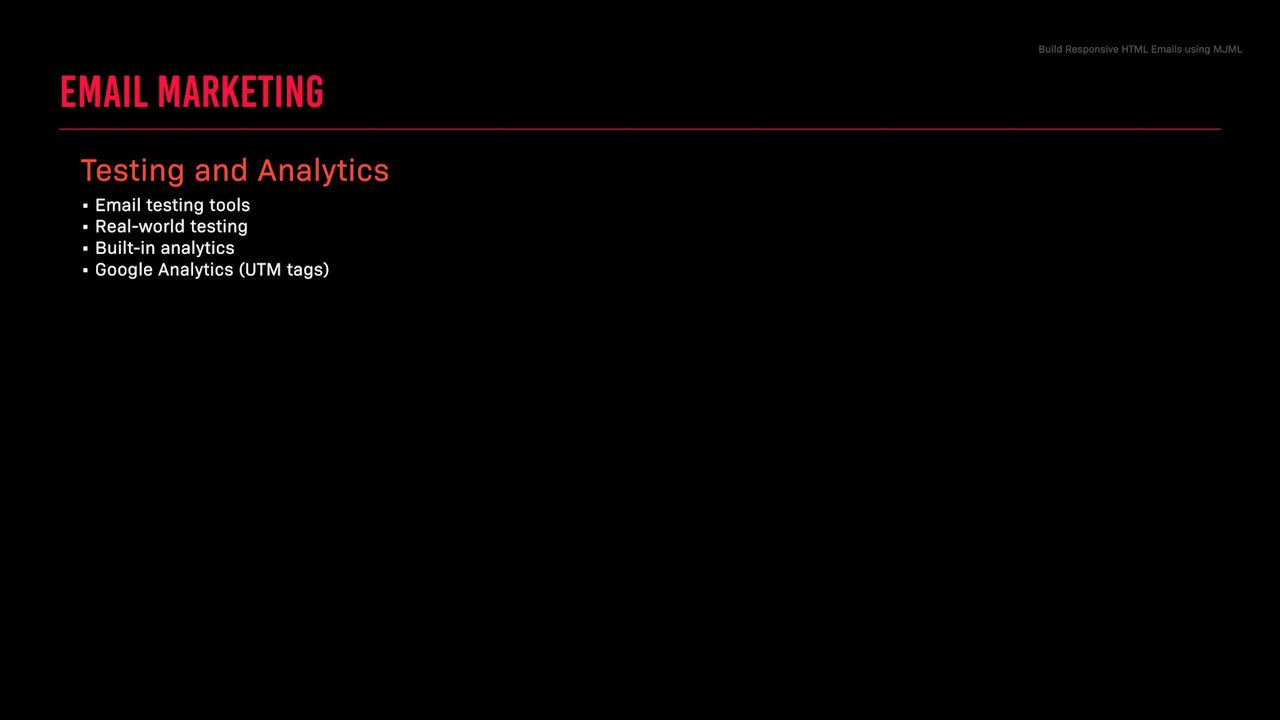 Build Responsive HTML Emails using MJML
EMAIL MARKETING
Testing and Analytics
▪ Email testing tools
▪ Real-world testing
▪ Built-in analytics
▪ Google Analytics (UTM tags)